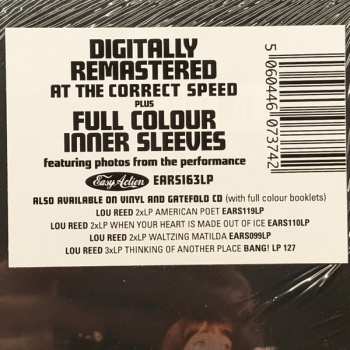 DIGITALLY
REMASTERED
AT THE CORRECT SPEED
PLUS
FULL COLOUR
INNER SLEEVES
featuring photos from the performance
Easy Action EARS163LP
ALSO AVAILABLE ON VINYL AND GATEFOLD CD (with full colour booklets)
LOU REED 2xLP AMERICAN POET EARS119LP
LOU REED 2xLP WHEN YOUR HEART IS MADE OUT OF ICE EARS110LP
LOU REED 2xLP WALTZING MATILDA EARS099LP
LOU REED 3xLP THINKING OF ANOTHER PLACE BANG! LP 127
5 060446 073742